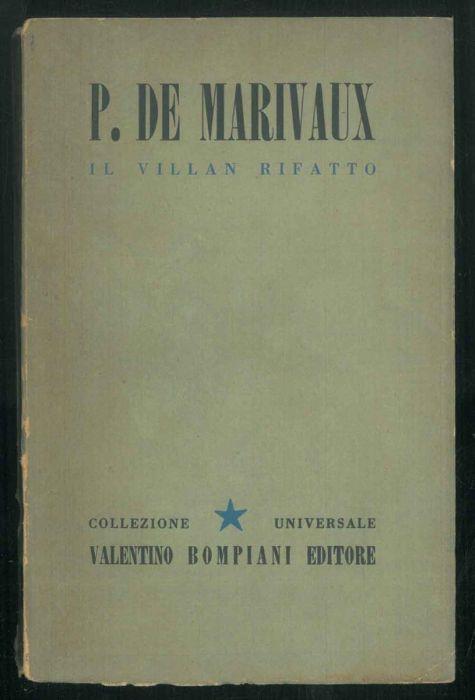 P. DE MARIVAUX
IL VILLAN RIFATTO
COLLEZIONE UNIVERSALE
VALENTINO BOMPIANI EDITORE